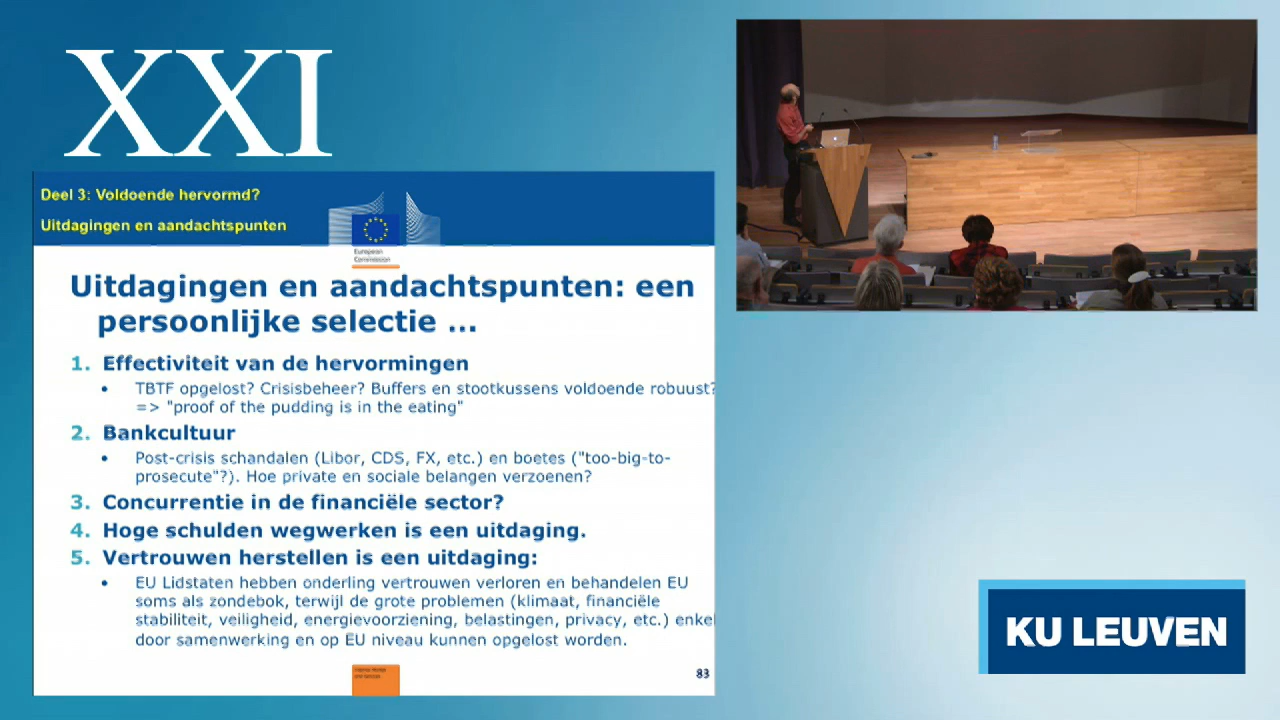 XXI
Deel 3: Voldoende hervormd?
Uitdagingen en aandachtspunten
European
Commission
Uitdagingen en aandachtspunten: een
persoonlijke selectie ...
1. Effectiviteit van de hervormingen
• TBTF opgelost? Crisisbeheer? Buffers en stootkussens voldoende robuust?
=> "proof of the pudding is in the eating"
2. Bankcultuur
• Post-crisis schandalen (Libor, CDS, FX, etc.) en boetes ("too-big-to-
prosecute"?). Hoe private en sociale belangen verzoenen?
3. Concurrentie in de financiële sector?
4. Hoge schulden wegwerken is een uitdaging.
5. Vertrouwen herstellen is een uitdaging:
• EU Lidstaten hebben onderling vertrouwen verloren en behandelen EU
soms als zondebok, terwijl de grote problemen (klimaat, financiële
stabiliteit, veiligheid, energievoorziening, belastingen, privacy, etc.) enkel
door samenwerking en op EU niveau kunnen opgelost worden.
83
KU LEUVEN